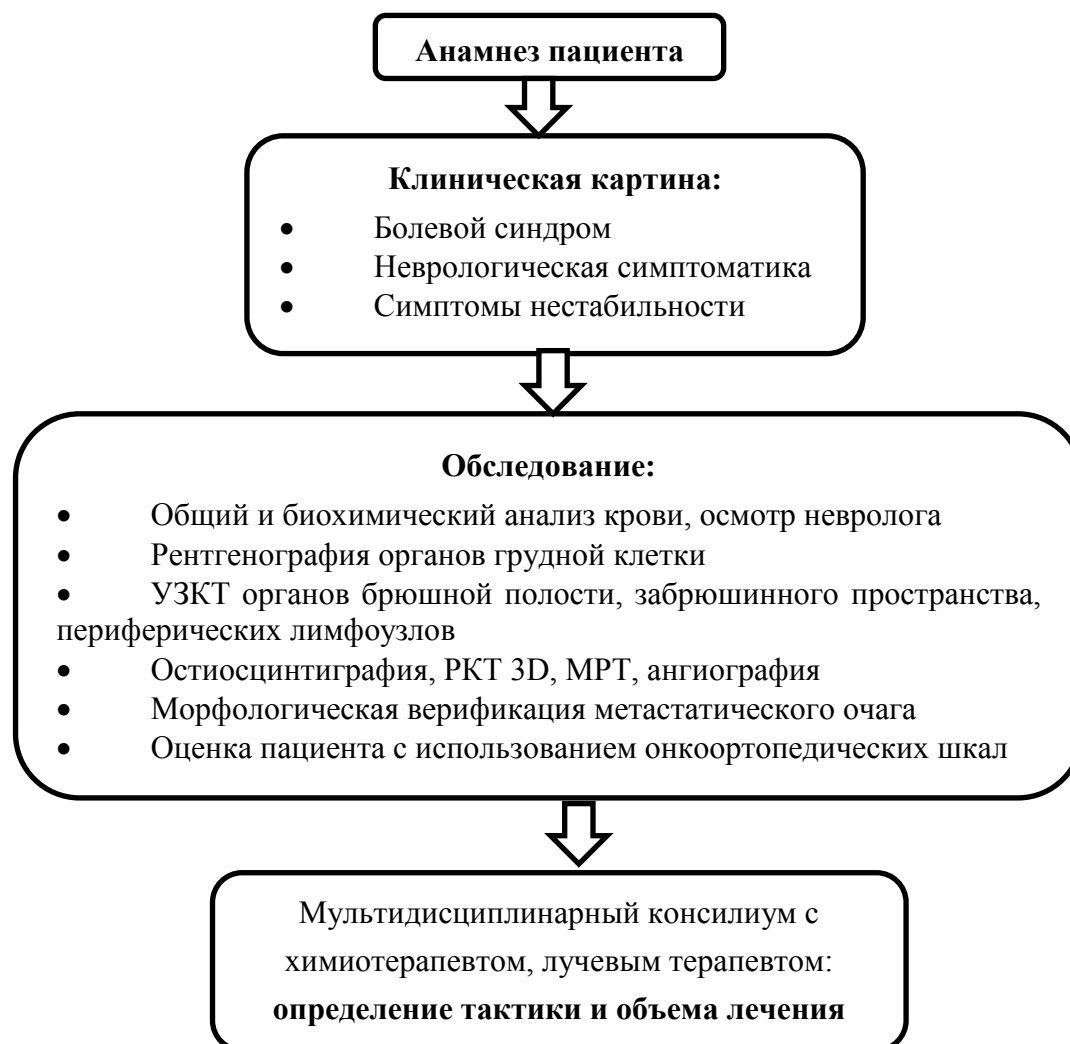 Анамнез пациента
Клиническая картина:
• Болевой синдром
• Неврологическая симптоматика
• Симптомы нестабильности
Обследование:
• Общий и биохимический анализ крови, осмотр невролога
• Рентгенография органов грудной клетки
• УЗКТ органов брюшной полости, забрюшинного пространства,
периферических лимфоузлов
• Остиосцинтиграфия, РКТ 3D, МРТ, ангиография
• Морфологическая верификация метастатического очага
• Оценка пациента с использованием онкоортопедических шкал
Мультидисциплинарный консилиум с
химиотерапевтом, лучевым терапевтом:
определение тактики и объема лечения